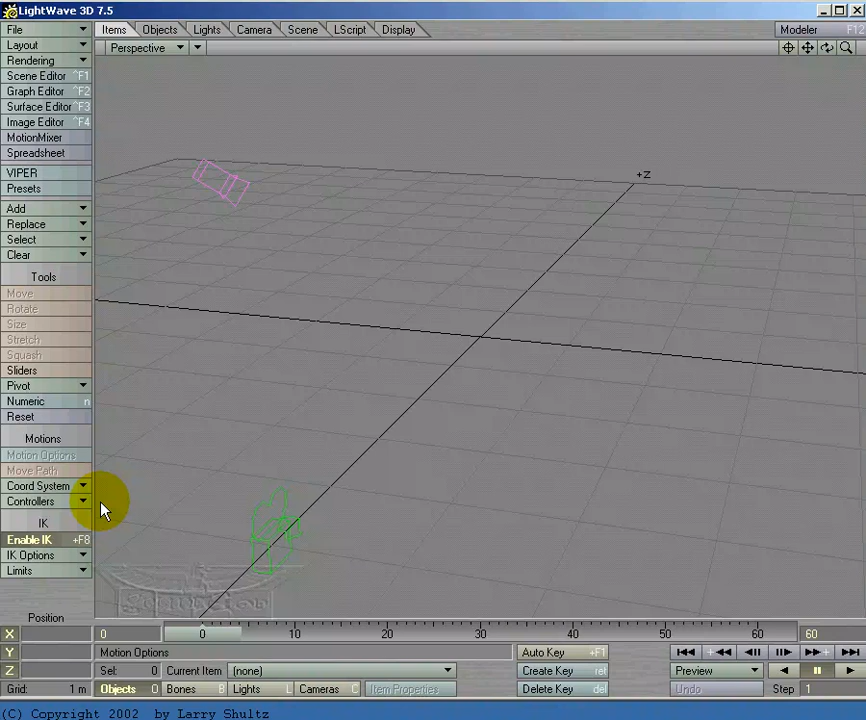 LightWave 3D 7.5
File
Items Objects Lights Camera Scene LScript Display
Modeler F12
Layout
Perspective
Rendering
Scene Editor ^F1
Graph Editor ^F2
Surface Editor ^F3
Image Editor ^F4
MotionMixer
Spreadsheet
VIPER
+Z
Presets
Add
Replace
Select
Clear
Tools
Move
Rotate
Size
Stretch
Squash
Sliders
Pivot
Numeric n
Reset
Motions
Motion Options
Move Path
Coord System
Controllers
IK
Enable IK +F8
IK Options
Limits
Position
X 0 0 10 20 30 40 50 60 60
Y Motion Options Auto Key +F1
Z Sel: 0 Current Item (none) Create Key ret Preview
Grid: 1 m Objects O Bones B Lights L Cameras C Item Properties Delete Key del Undo Step 1
(C) Copyright 2002 by Larry Shultz